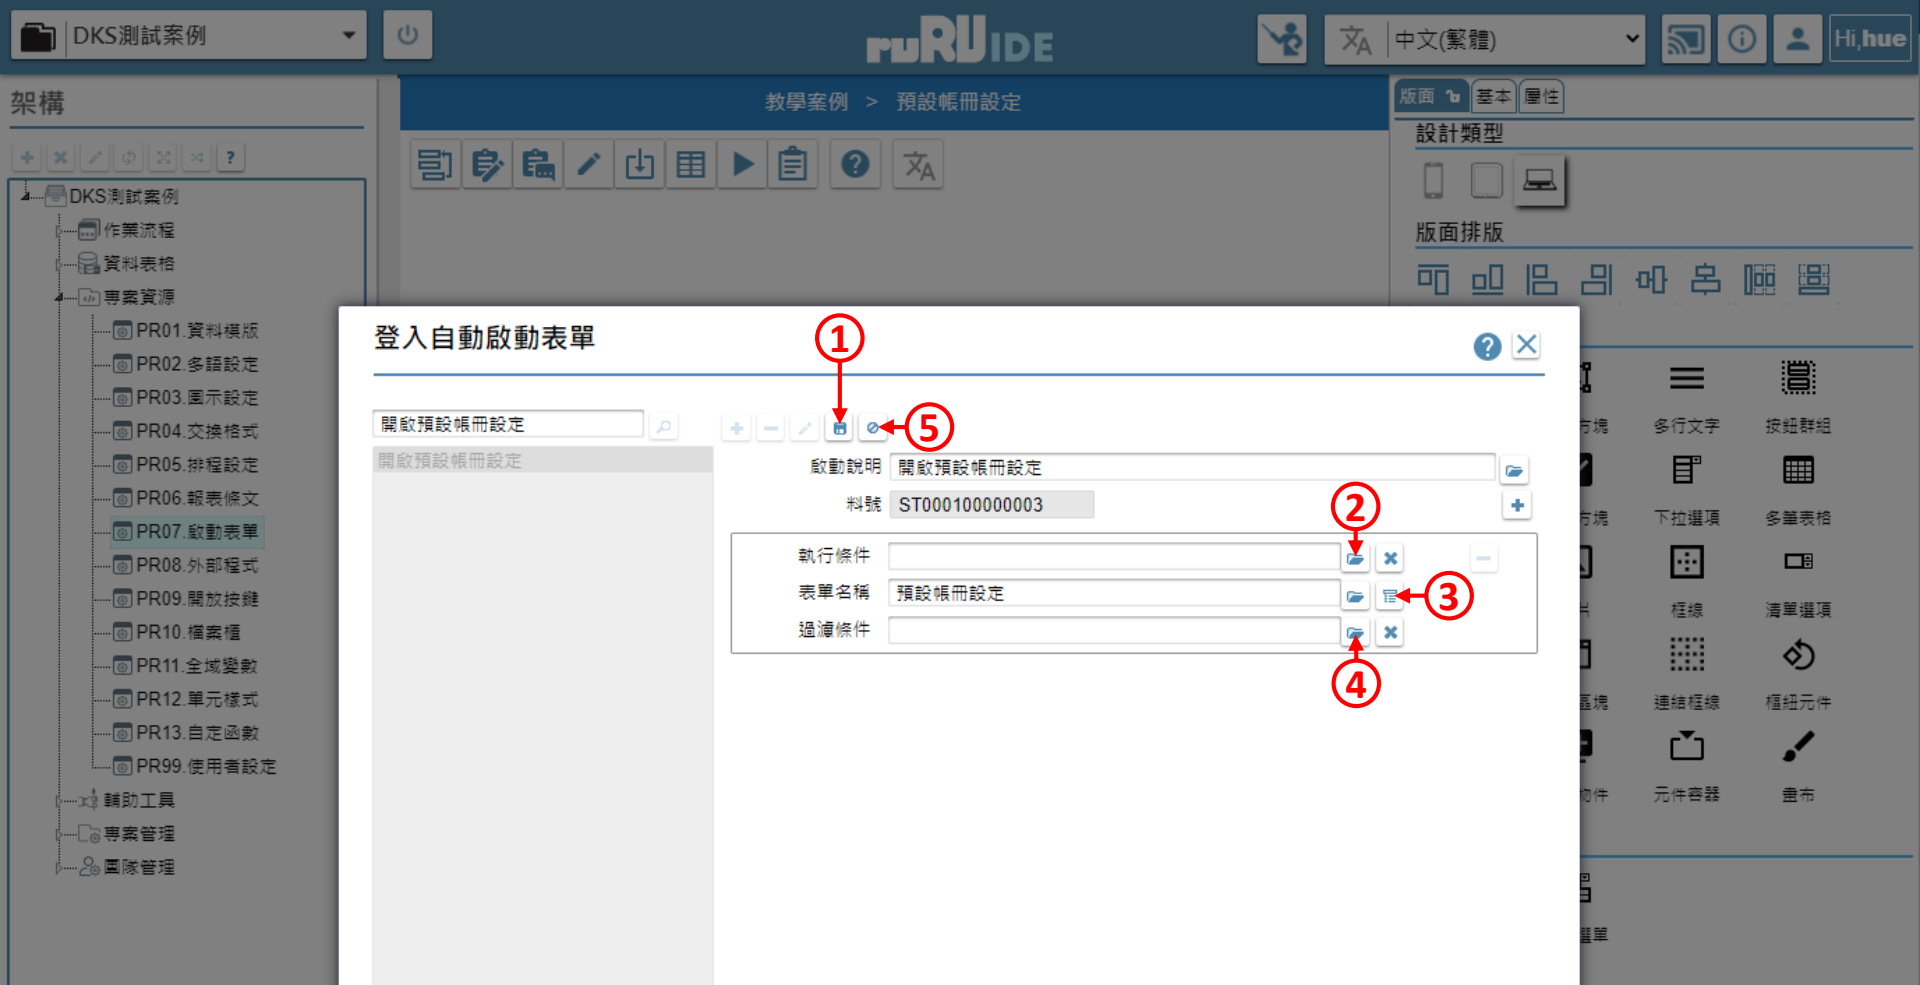 DKS測試案例
ruRUIDE
中文(繁體)
Hi,hue
架構
教學案例 > 預設帳冊設定
版面
基本
屬性
設計類型
版面排版
DKS測試案例
作業流程
資料表格
專案資源
PR01.資料模版
PR02.多語設定
PR03.圖示設定
PR04.交換格式
PR05.排程設定
PR06.報表條文
PR07.啟動表單
PR08.外部程式
PR09.開放按鍵
PR10.檔案櫃
PR11.全域變數
PR12.單元樣式
PR13.自定函數
PR99.使用者設定
輔助工具
專案管理
團隊管理
登入自動啟動表單
1
開啟預設帳冊設定
5
開啟預設帳冊設定
啟動說明 開啟預設帳冊設定
料號 ST000100000003
2
執行條件
表單名稱 預設帳冊設定
3
過濾條件
4
方塊 多行文字 按鈕群組
方塊 下拉選項 多筆表格
片 框線 清單選項
區塊 連結框線 樞紐元件
物件 元件容器 畫布
選單